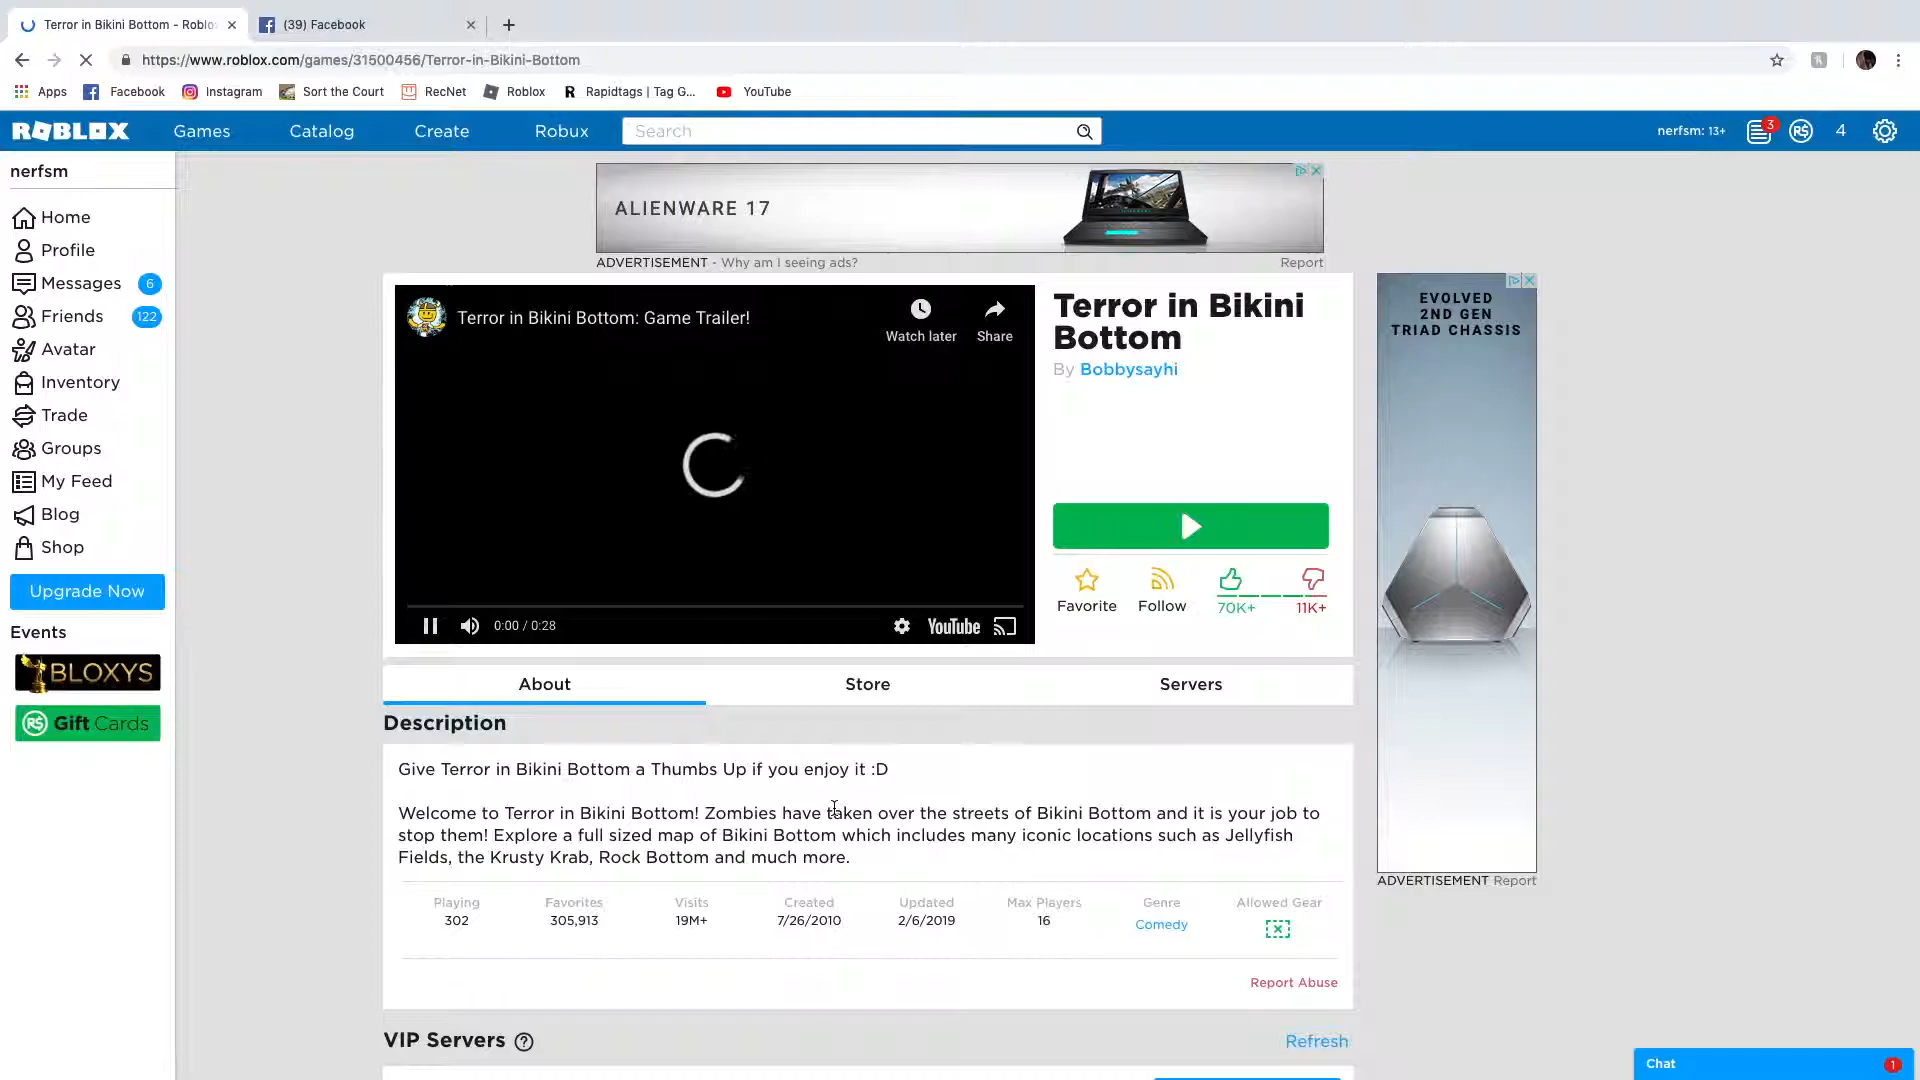 Terror in Bikini Bottom - Roblox
(39) Facebook
https://www.roblox.com/games/31500456/Terror-in-Bikini-Bottom
Apps
Facebook
Instagram
Sort the Court
RecNet
Roblox
Rapidtags | Tag G...
YouTube
ROBLOX
Games
Catalog
Create
Robux
Search
nerfsm: 13+
3
4
nerfsm
Home
Profile
Messages 6
Friends 122
Avatar
Inventory
Trade
Groups
My Feed
Blog
Shop
Upgrade Now
Events
BLOXYS
Gift Cards
ALIENWARE 17
ADVERTISEMENT - Why am I seeing ads?
Report
Terror in Bikini Bottom: Game Trailer!
Watch later
Share
0:00 / 0:28
YouTube
Terror in Bikini
Bottom
By Bobbysayhi
Favorite
Follow
70K+
11K+
EVOLVED
2ND GEN
TRIAD CHASSIS
ADVERTISEMENT Report
About
Store
Servers
Description
Give Terror in Bikini Bottom a Thumbs Up if you enjoy it :D
Welcome to Terror in Bikini Bottom! Zombies have taken over the streets of Bikini Bottom and it is your job to
stop them! Explore a full sized map of Bikini Bottom which includes many iconic locations such as Jellyfish
Fields, the Krusty Krab, Rock Bottom and much more.
Playing
302
Favorites
305,913
Visits
19M+
Created
7/26/2010
Updated
2/6/2019
Max Players
16
Genre
Comedy
Allowed Gear
Report Abuse
VIP Servers
Refresh
Chat
1